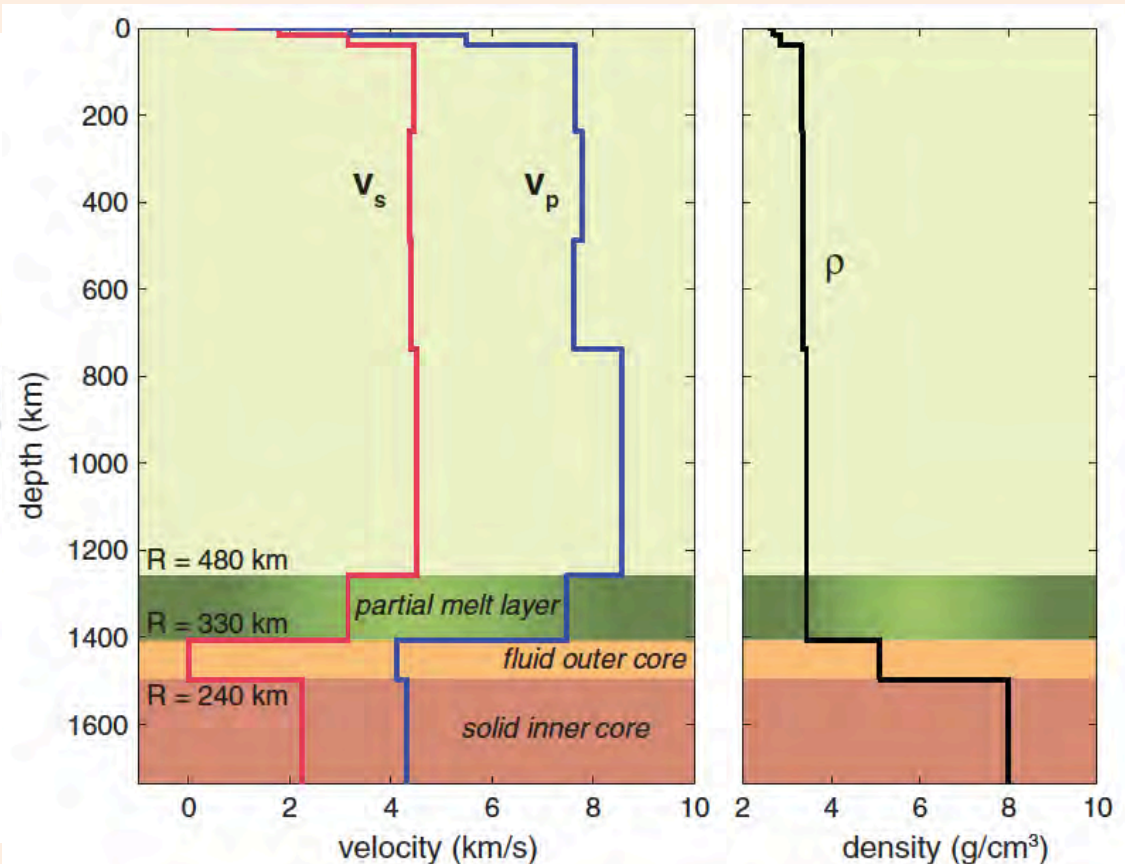 0
200
400
600
800
1000
1200
1400
1600
depth (km)
vs
vp
R = 480 km
partial melt layer
R = 330 km
fluid outer core
R = 240 km
solid inner core
0 2 4 6 8 10
velocity (km/s)
ρ
2 4 6 8 10
density (g/cm³)